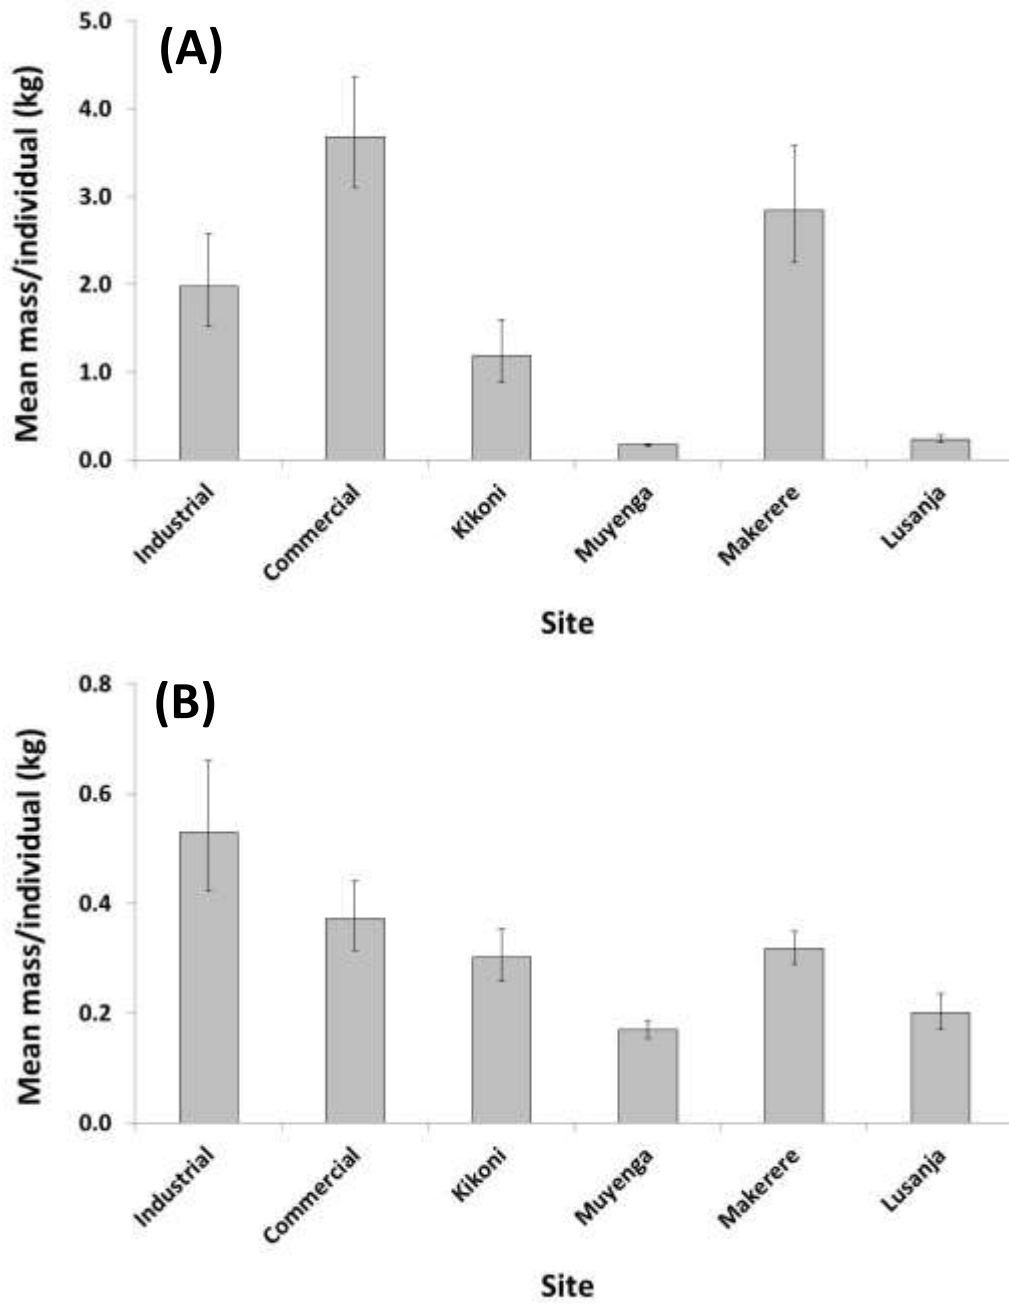 (A)
Mean mass/individual (kg)
5.0
4.0
3.0
2.0
1.0
0.0
Industrial
Commercial
Kikoni
Muyenga
Makerere
Lusanja
Site
(B)
Mean mass/individual (kg)
0.8
0.6
0.4
0.2
0.0
Industrial
Commercial
Kikoni
Muyenga
Makerere
Lusanja
Site